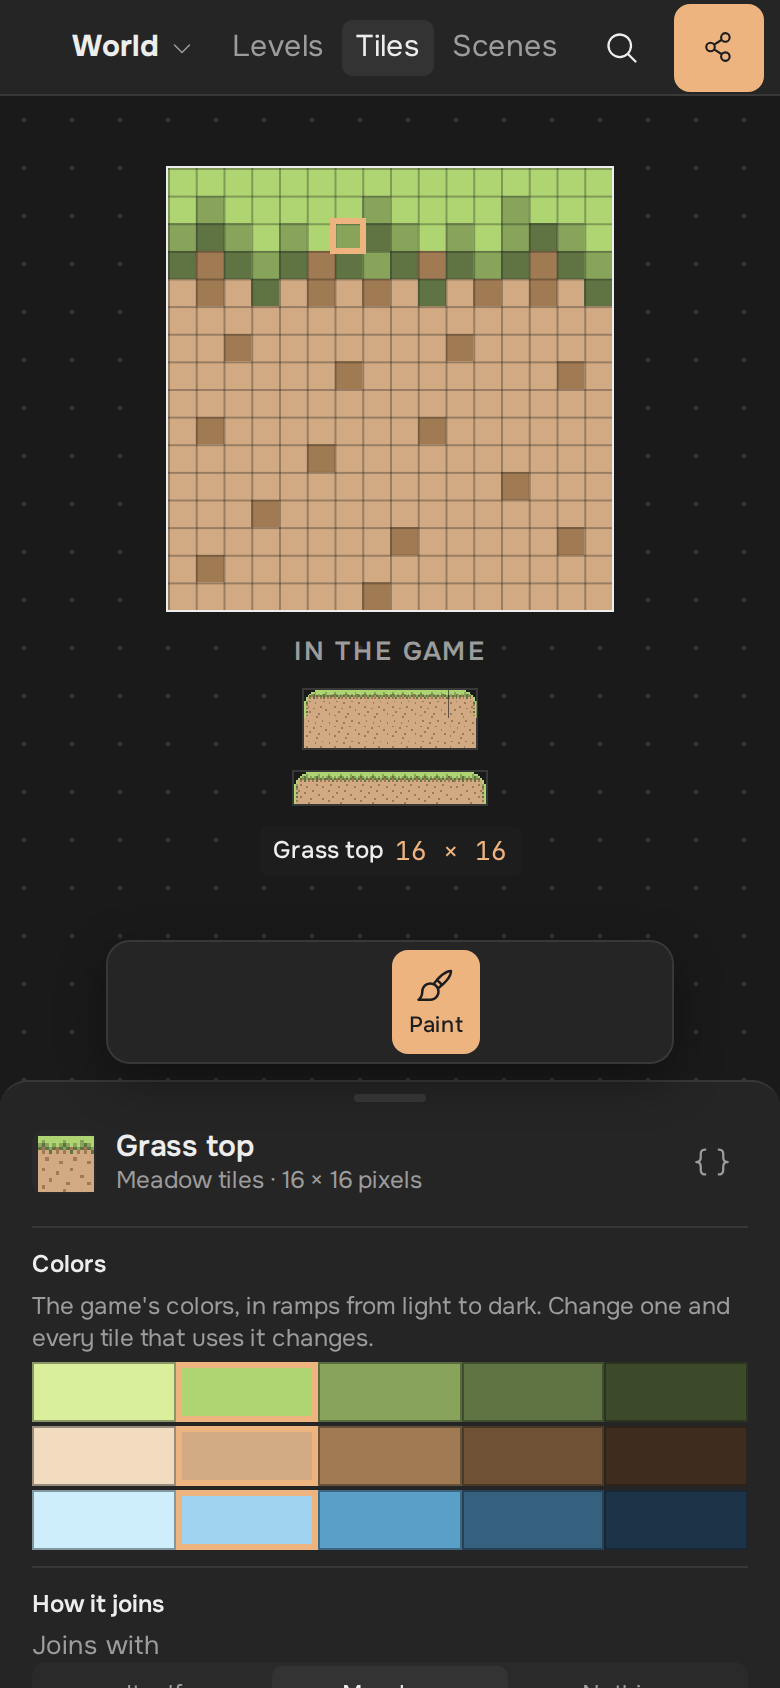 World Levels Tiles Scenes
IN THE GAME
Grass top 16 × 16
Paint
Grass top
Meadow tiles · 16 × 16 pixels
Colors
The game's colors, in ramps from light to dark. Change one and
every tile that uses it changes.
How it joins
Joins with